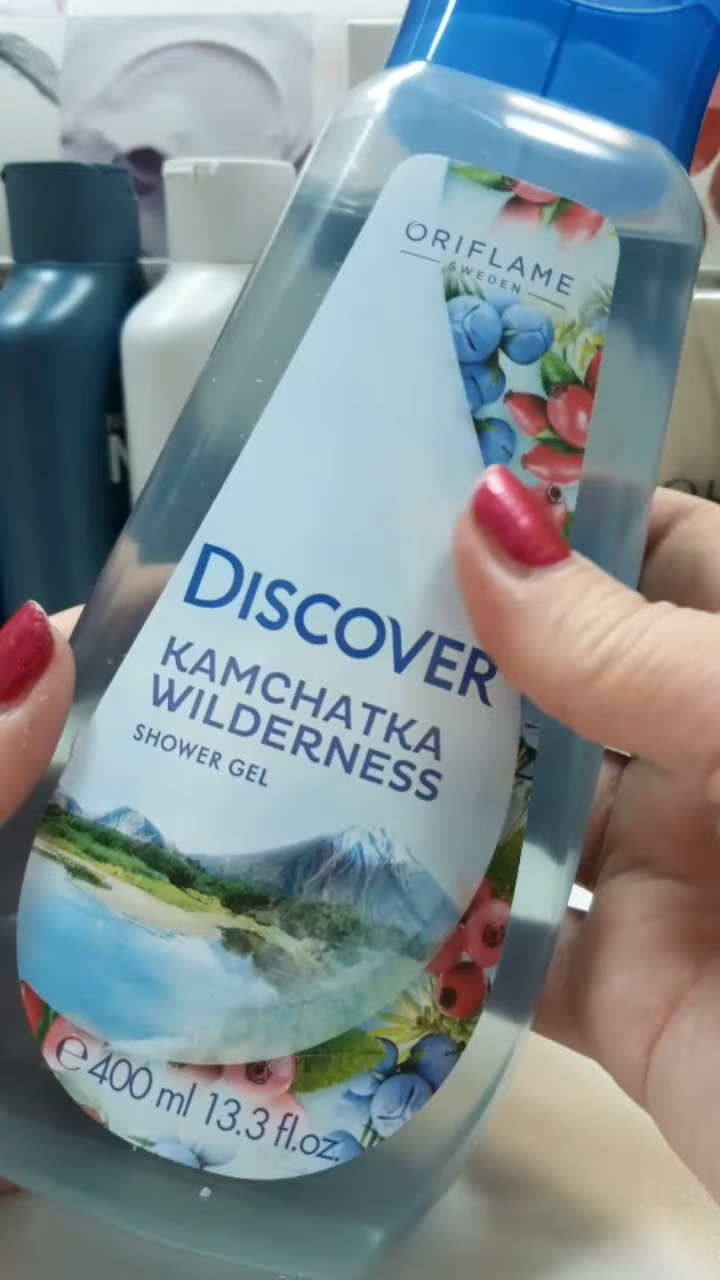 ORIFLAME
SWEDEN
DISCOVER
KAMCHATKA
WILDERNESS
SHOWER GEL
℮400 ml 13.3 fl.oz.